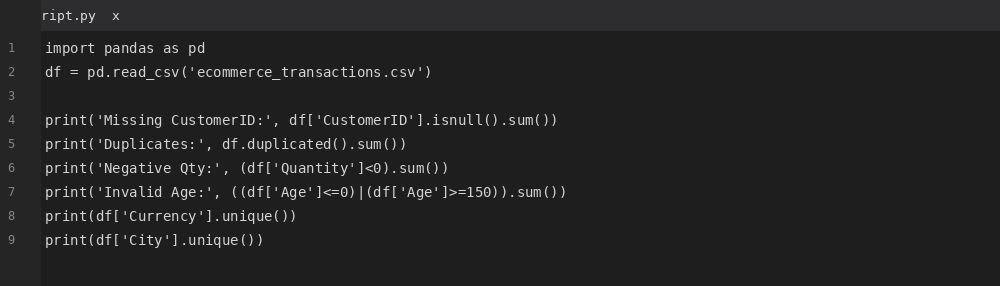 ript.py x
1 import pandas as pd
2 df = pd.read_csv('ecommerce_transactions.csv')
3
4 print('Missing CustomerID:', df['CustomerID'].isnull().sum())
5 print('Duplicates:', df.duplicated().sum())
6 print('Negative Qty:', (df['Quantity']<0).sum())
7 print('Invalid Age:', ((df['Age']<=0)|(df['Age']>=150)).sum())
8 print(df['Currency'].unique())
9 print(df['City'].unique())